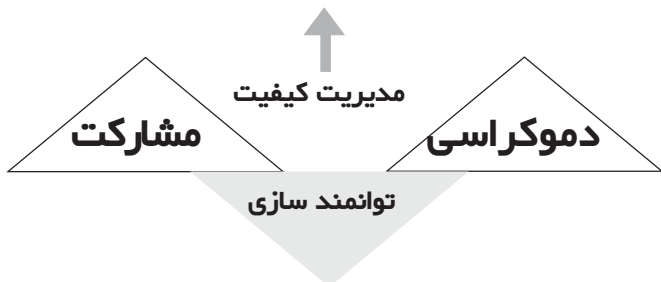 مدیریت کیفیت
دموکراسی
مشارکت
توانمند سازی